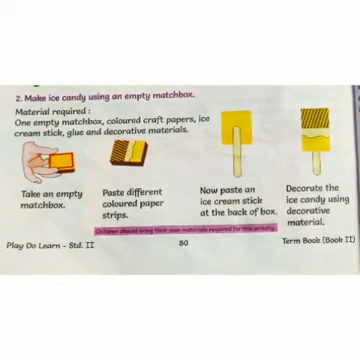 2. Make ice candy using an empty matchbox.
Material required :
One empty matchbox, coloured craft papers, ice
cream stick, glue and decorative materials.
Take an empty
matchbox.
Paste different
coloured paper
strips.
Now paste an
ice cream stick
at the back of box.
Decorate the
ice candy using
decorative
material.
Children should bring their own materials required for this activity.
Play Do Learn - Std. II
80
Term Book (Book II)